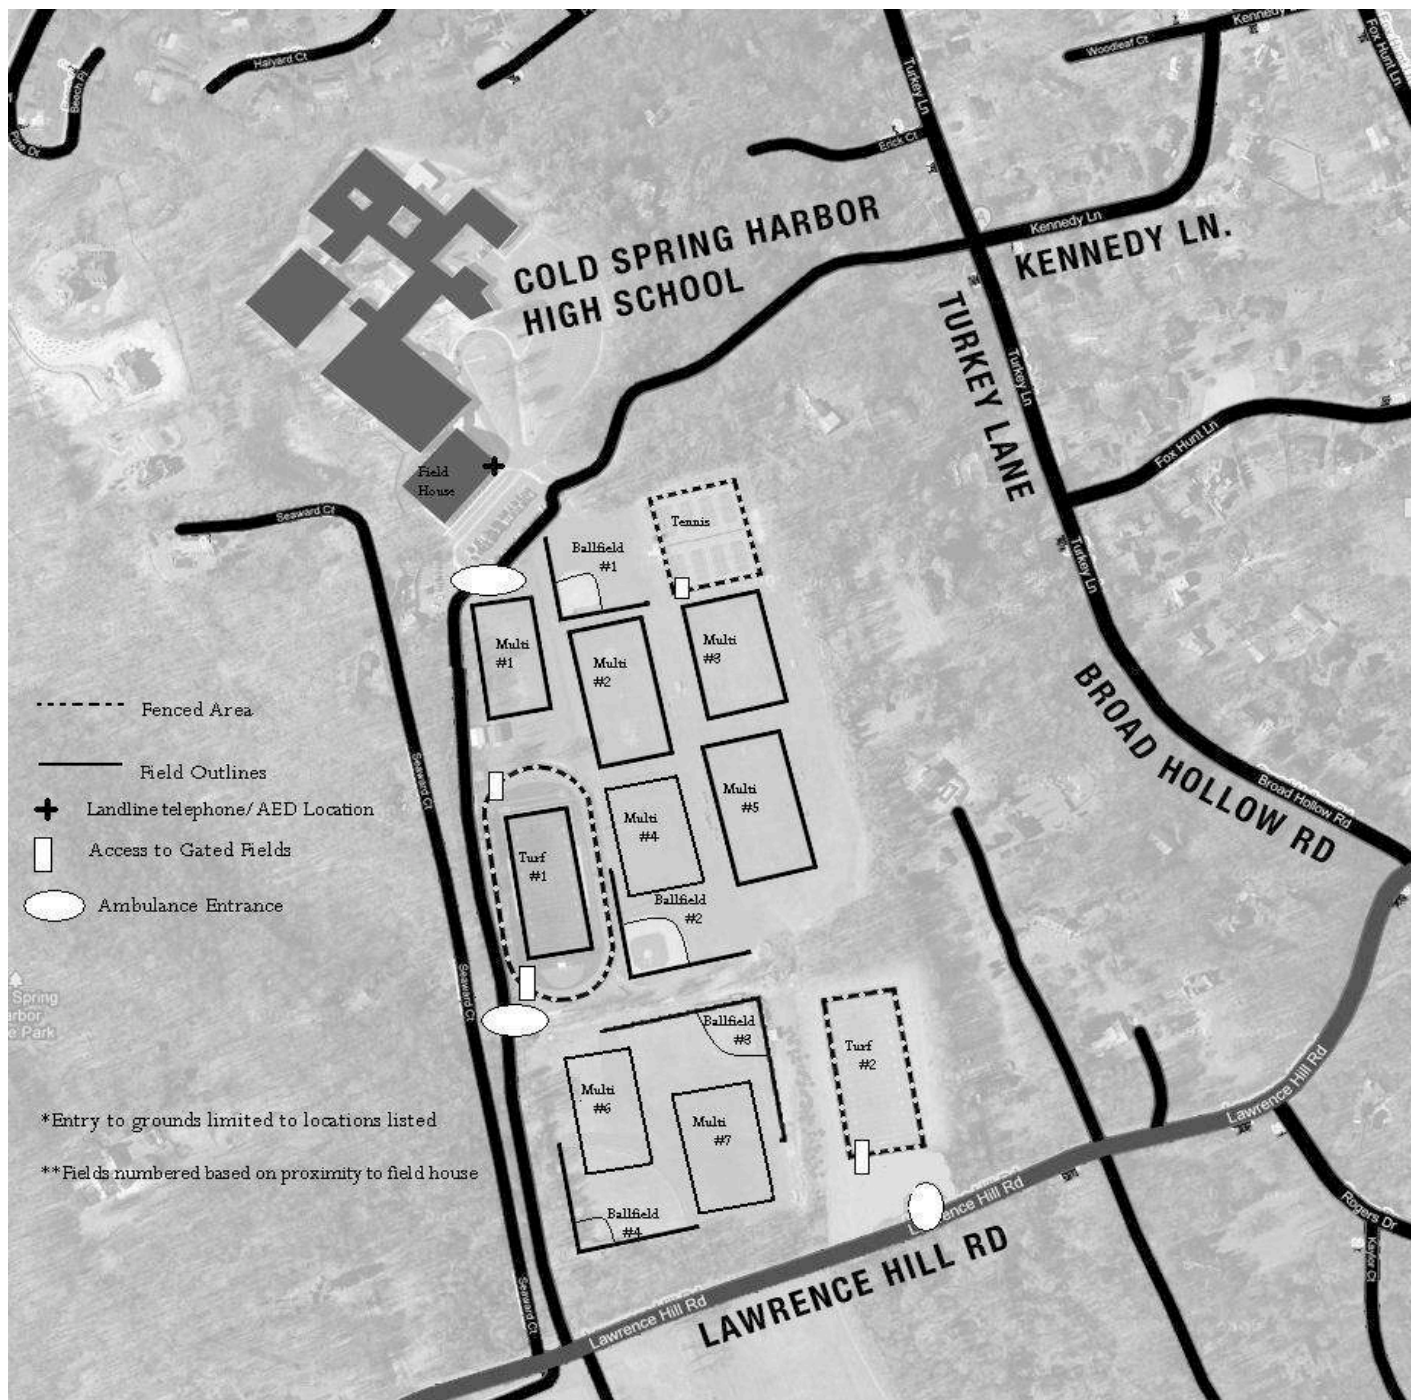 Halyard Ct
Beech Pl
Pine Dr
Turkey Ln
Woodleaf Ct
Kennedy Ln
Fox Hunt Ln
Erick Ct
Kennedy Ln
COLD SPRING HARBOR
HIGH SCHOOL
KENNEDY LN.
TURKEY LANE
Turkey Ln
Fox Hunt Ln
Field
House
Seaward Ct
Tennis
Ballfield
#1
Turkey Ln
Multi
#1
Multi
#2
Multi
#3
BROAD HOLLOW RD
Broad Hollow Rd
Fenced Area
Field Outlines
Landline telephone/ AED Location
Access to Gated Fields
Ambulance Entrance
Seaward Ct
Multi
#4
Multi
#5
Turf
#1
Ballfield
#2
Seaward Ct
Spring
Park
Ballfield
#3
Turf
#2
Multi
#6
Multi
#7
Lawrence Hill Rd
*Entry to grounds limited to locations listed
**Fields numbered based on proximity to field house
Ballfield
#4
Lawrence Hill Rd
Rogers Dr
Kaylor Ct
LAWRENCE HILL RD
Lawrence Hill Rd
Seaward Ct